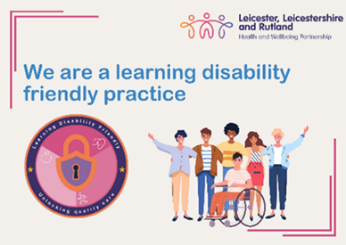 Leicester, Leicestershire
and Rutland
Health and Wellbeing Partnership
We are a learning disability
friendly practice
Learning Disability Friendly
Unlocking Quality Care